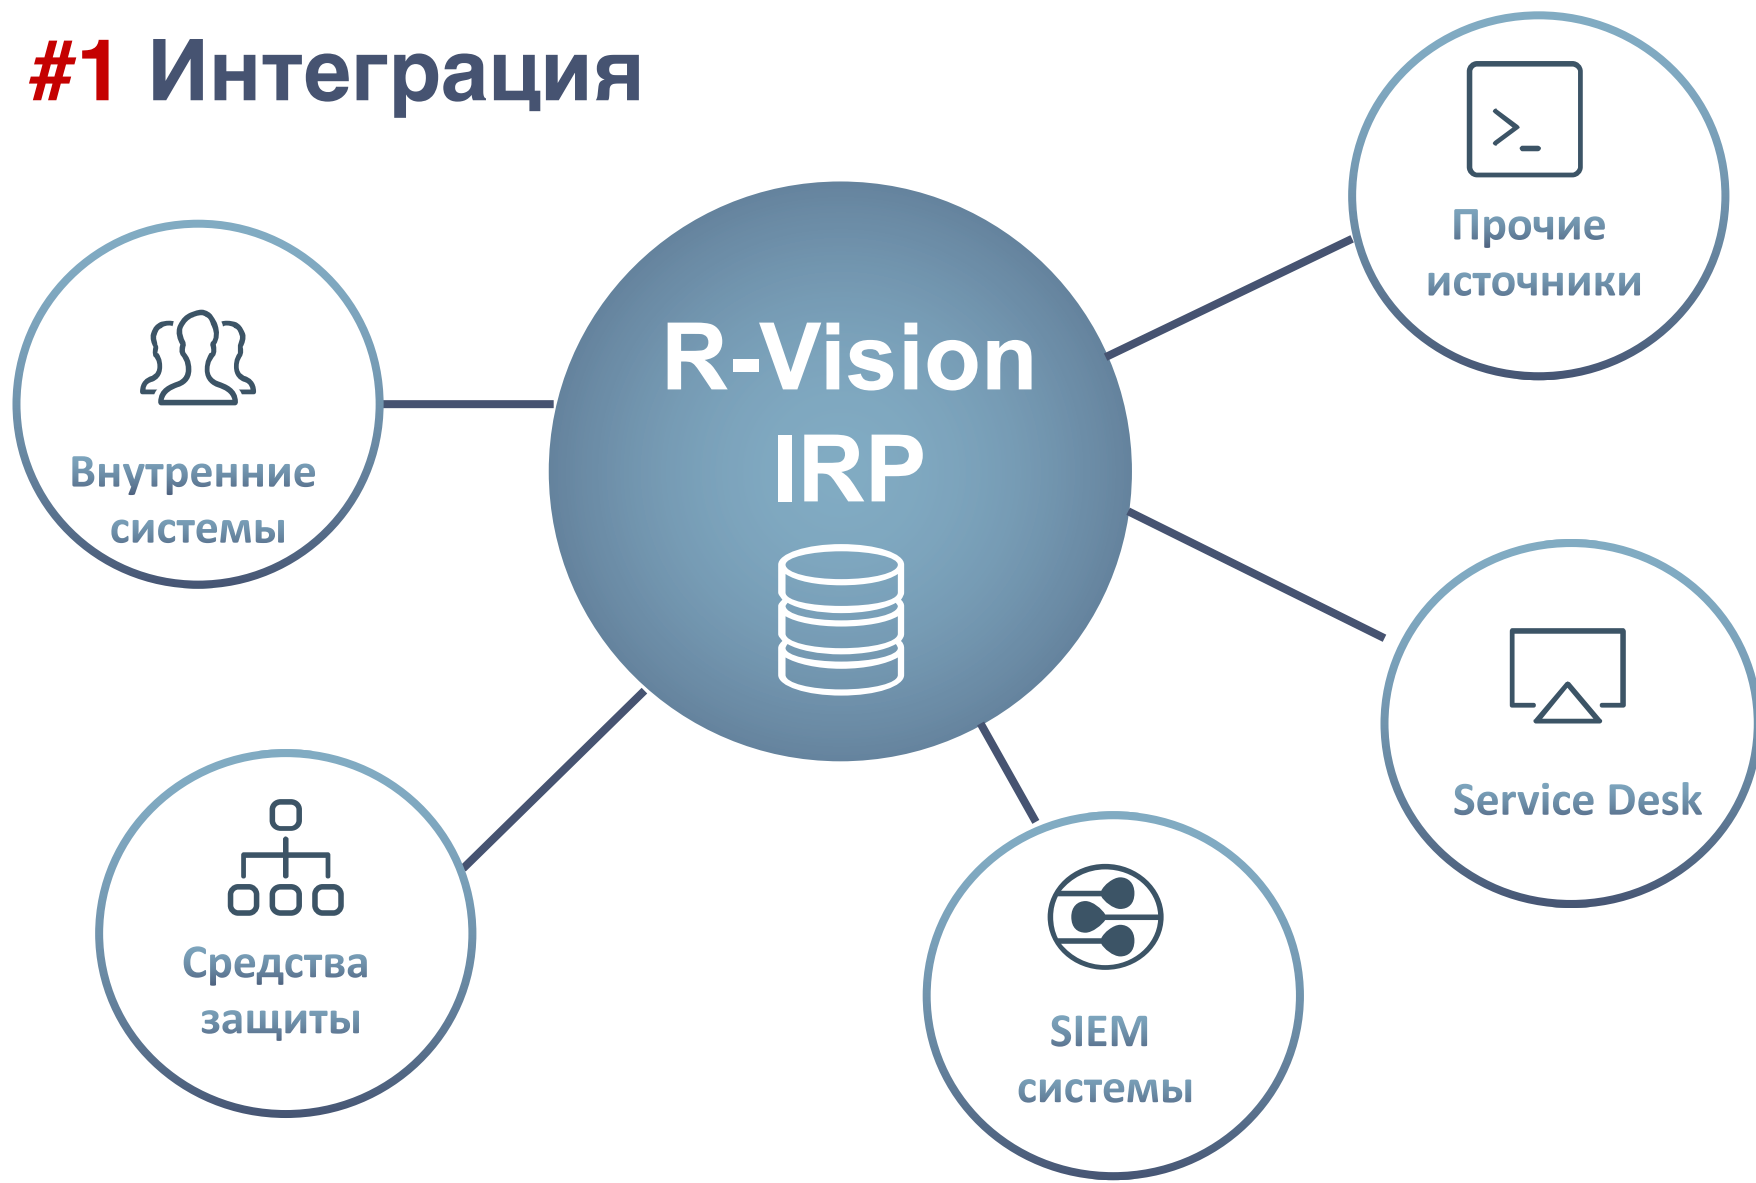 #1 Интеграция
Прочие
источники
R-Vision
IRP
Внутренние
системы
Service Desk
Средства
защиты
SIEM
системы